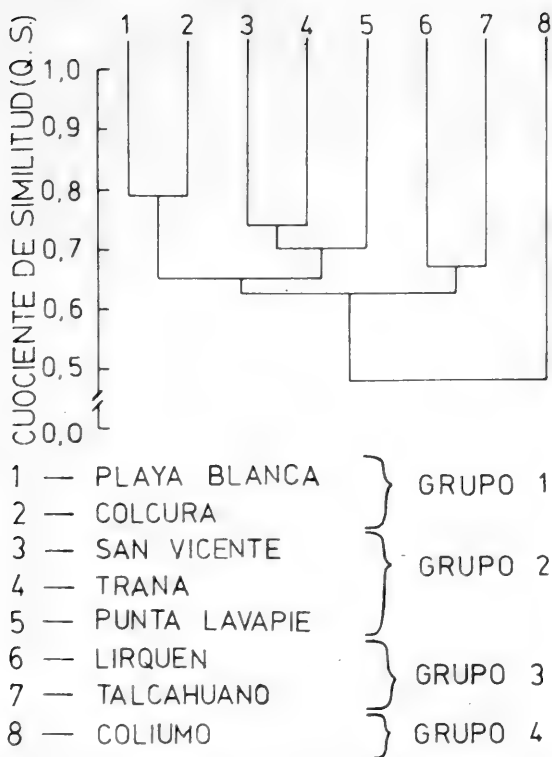 CUOCIENTE DE SIMILITUD (Q.S.)
1 2 3 4 5 6 7 8
1,0
0,9
0,8
0,7
0,6
0,5
0,0
1 — PLAYA BLANCA
2 — COLCURA
GRUPO 1
3 — SAN VICENTE
4 — TRANA
5 — PUNTA LAVAPIE
GRUPO 2
6 — LIRQUEN
7 — TALCAHUANO
GRUPO 3
8 — COLIUMO
GRUPO 4